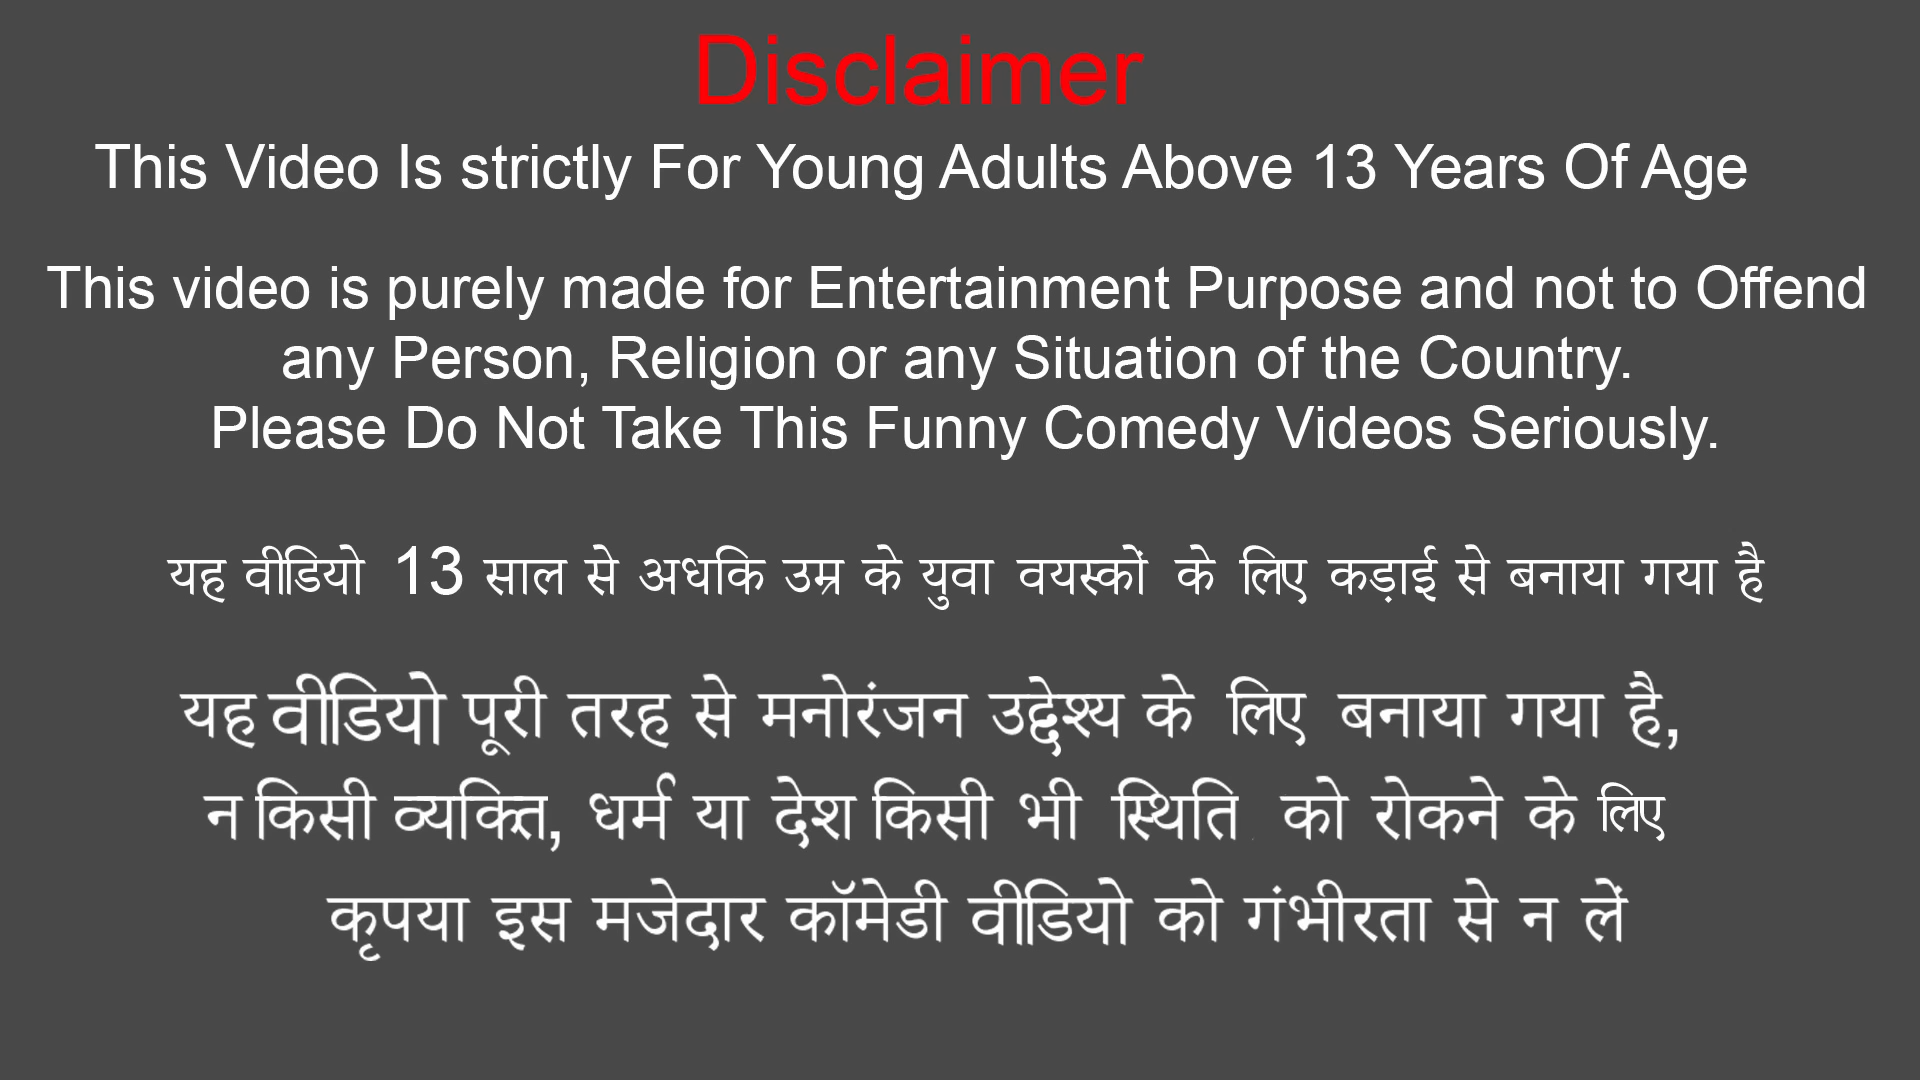 Disclaimer
This Video Is strictly For Young Adults Above 13 Years Of Age
This video is purely made for Entertainment Purpose and not to Offend
any Person, Religion or any Situation of the Country.
Please Do Not Take This Funny Comedy Videos Seriously.
यह वीडियो 13 साल से अधकि उम्र के युवा वयस्कों के लिए कड़ाई से बनाया गया है
यह वीडियो पूरी तरह से मनोरंजन उद्देश्य के लिए बनाया गया है,
न किसी व्यक्ति, धर्म या देश किसी भी स्थिति को रोकने के लिए
कृपया इस मजेदार कॉमेडी वीडियो को गंभीरता से न लें